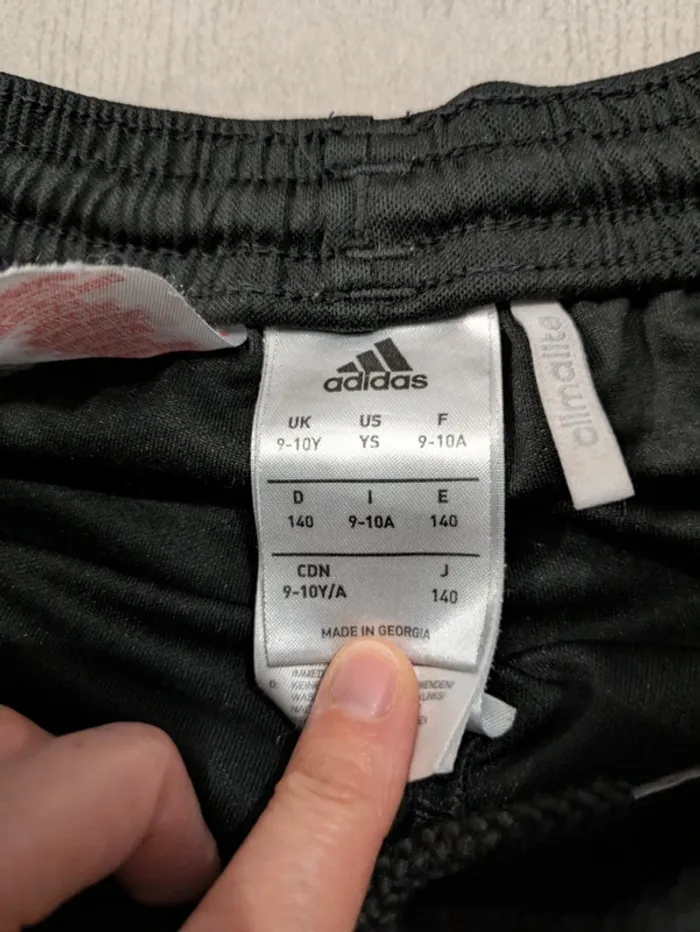 adidas
UK US F
9-10Y YS 9-10A
D I E
140 9-10A 140
CDN J
9-10Y/A 140
MADE IN GEORGIA
climalite